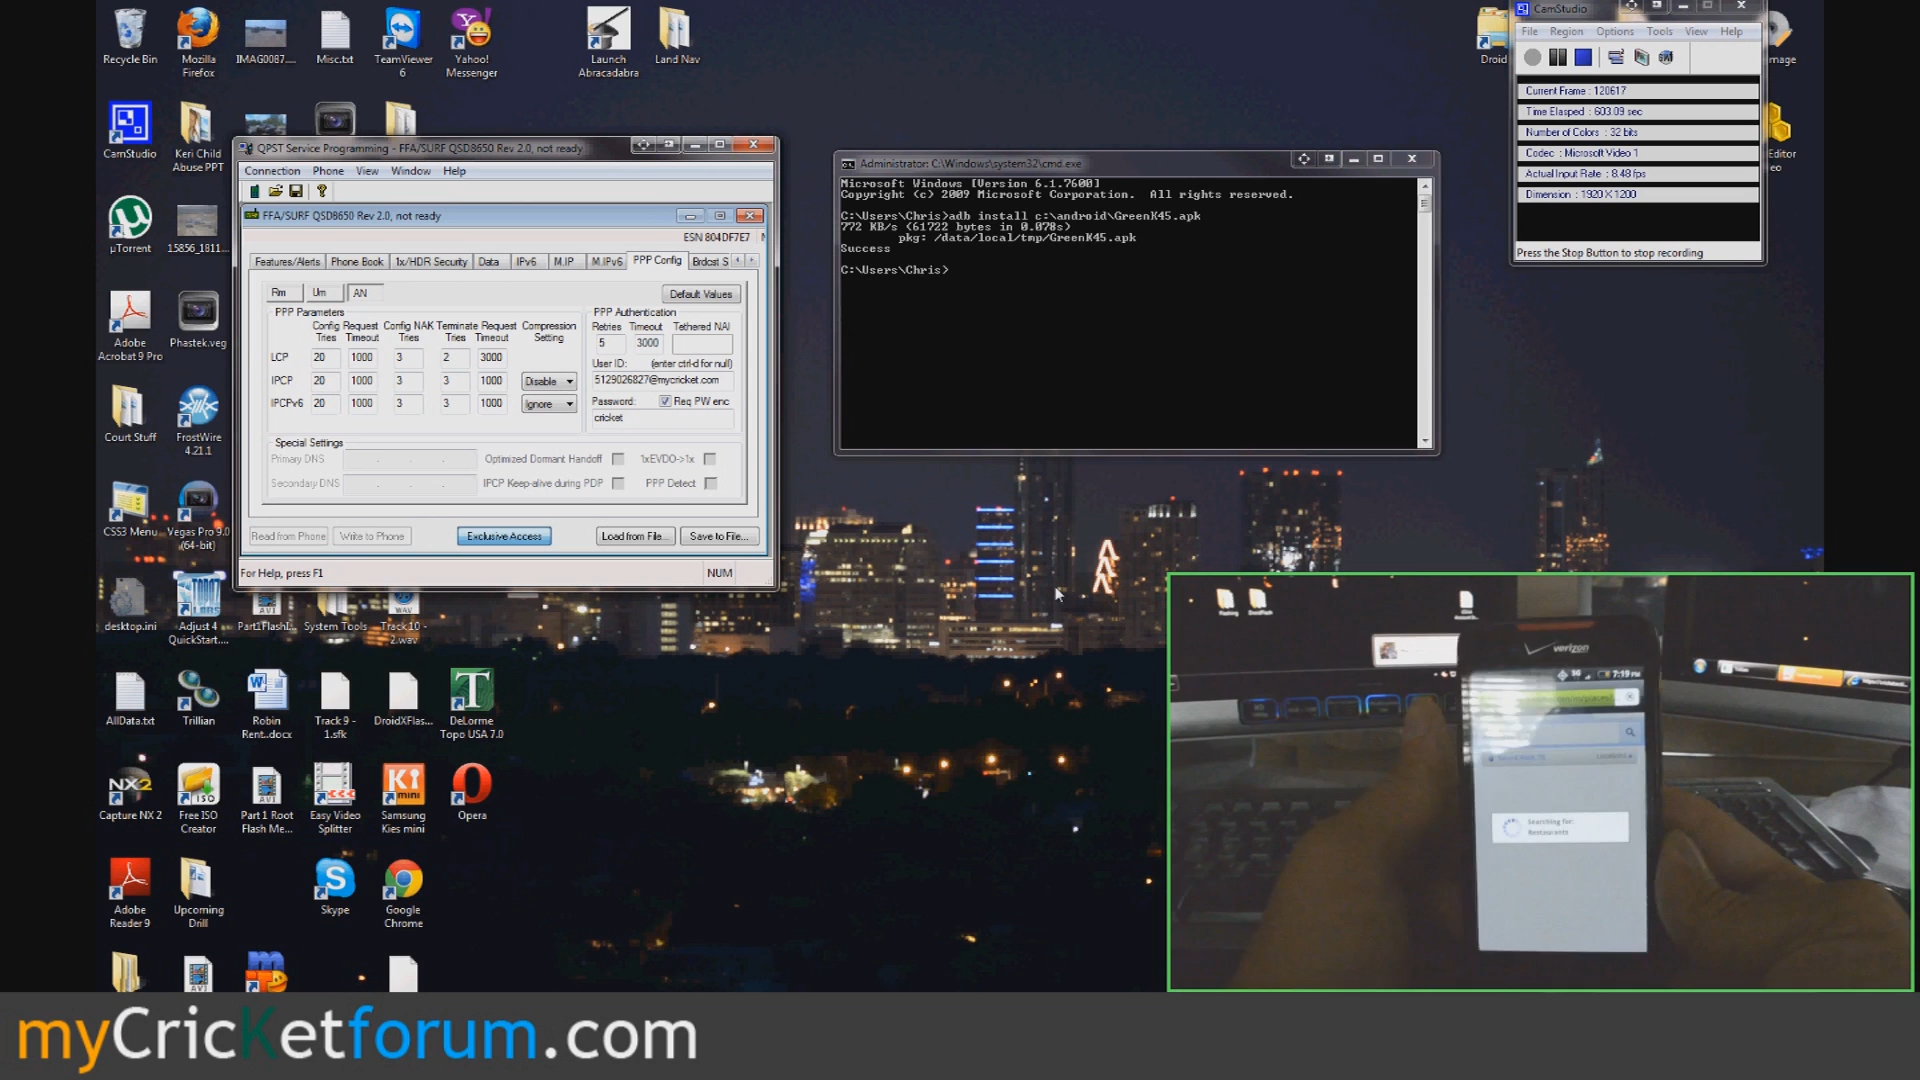 Recycle Bin
Mozilla
Firefox
IMAG0087....
Misc.txt
TeamViewer
6
Yahoo!
Messenger
Launch
Abracadabra
Land Nav
Droid
CamStudio
Keri Child
Abuse PPT
µTorrent
15856_1811...
Adobe
Acrobat 9 Pro
Phastek.veg
Court Stuff
FrostWire
4.21.1
CSS3 Menu
Vegas Pro 9.0
(64-bit)
desktop.ini
Adjust 4
QuickStart....
Part1FlashI...
System Tools
Track 10 -
2.wav
AllData.txt
Trillian
Robin
Rent..docx
Track 9 -
1.sfk
DroidXFlas...
DeLorme
Topo USA 7.0
Capture NX 2
Free ISO
Creator
Part 1 Root
Flash Me...
Easy Video
Splitter
Samsung
Kies mini
Opera
Adobe
Reader 9
Upcoming
Drill
Skype
Google
Chrome
QPST Service Programming - FFA/SURF QSD8650 Rev 2.0, not ready
Connection Phone View Window Help
FFA/SURF QSD8650 Rev 2.0, not ready
ESN 804DF7E7
Features/Alerts Phone Book 1x/HDR Security Data IPv6 M.IP M.IPv6 PPP Config Brdcst S
Rm Um AN Default Values
PPP Parameters
Config Request Config NAK Terminate Request Compression
Tries Timeout Tries Tries Timeout Setting
LCP 20 1000 3 2 3000
IPCP 20 1000 3 3 1000 Disable
IPCPv6 20 1000 3 3 1000 Ignore
PPP Authentication
Retries Timeout Tethered NAI
5 3000
User ID: (enter ctrl-d for null)
5129026827@mycricket.com
Password: Req PW enc
cricket
Special Settings
Primary DNS Optimized Dormant Handoff 1xEVDO->1x
Secondary DNS IPCP Keep-alive during PDP PPP Detect
Read from Phone Write to Phone Exclusive Access Load from File... Save to File...
For Help, press F1 NUM
Administrator: C:\Windows\system32\cmd.exe
Microsoft Windows [Version 6.1.7600]
Copyright (c) 2009 Microsoft Corporation. All rights reserved.
C:\Users\Chris>adb install c:\android\GreenK45.apk
772 KB/s (61722 bytes in 0.078s)
pkg: /data/local/tmp/GreenK45.apk
Success
C:\Users\Chris>
CamStudio
File Region Options Tools View Help
Current Frame : 120617
Time Elasped : 603.09 sec
Number of Colors : 32 bits
Codec : Microsoft Video 1
Actual Input Rate : 8.48 fps
Dimension : 1920 X 1200
Press the Stop Button to stop recording
verizon
7:19 PM
Searching for:
Restaurants
myCricKetforum.com